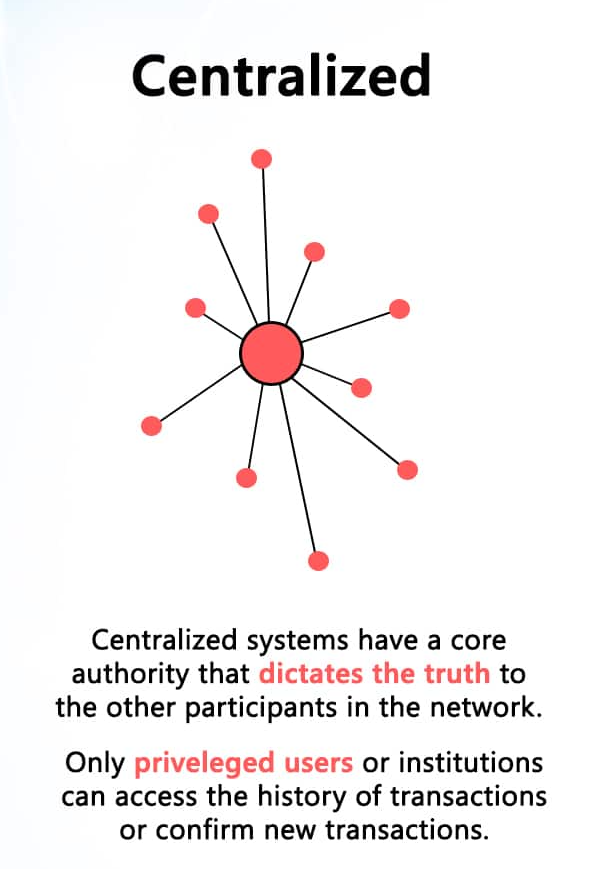 Centralized
Centralized systems have a core
authority that dictates the truth to
the other participants in the network.
Only priveleged users or institutions
can access the history of transactions
or confirm new transactions.